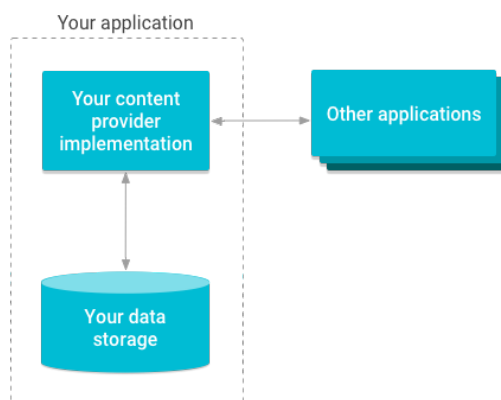 Your application
Your content
provider
implementation
Other applications
Your data
storage